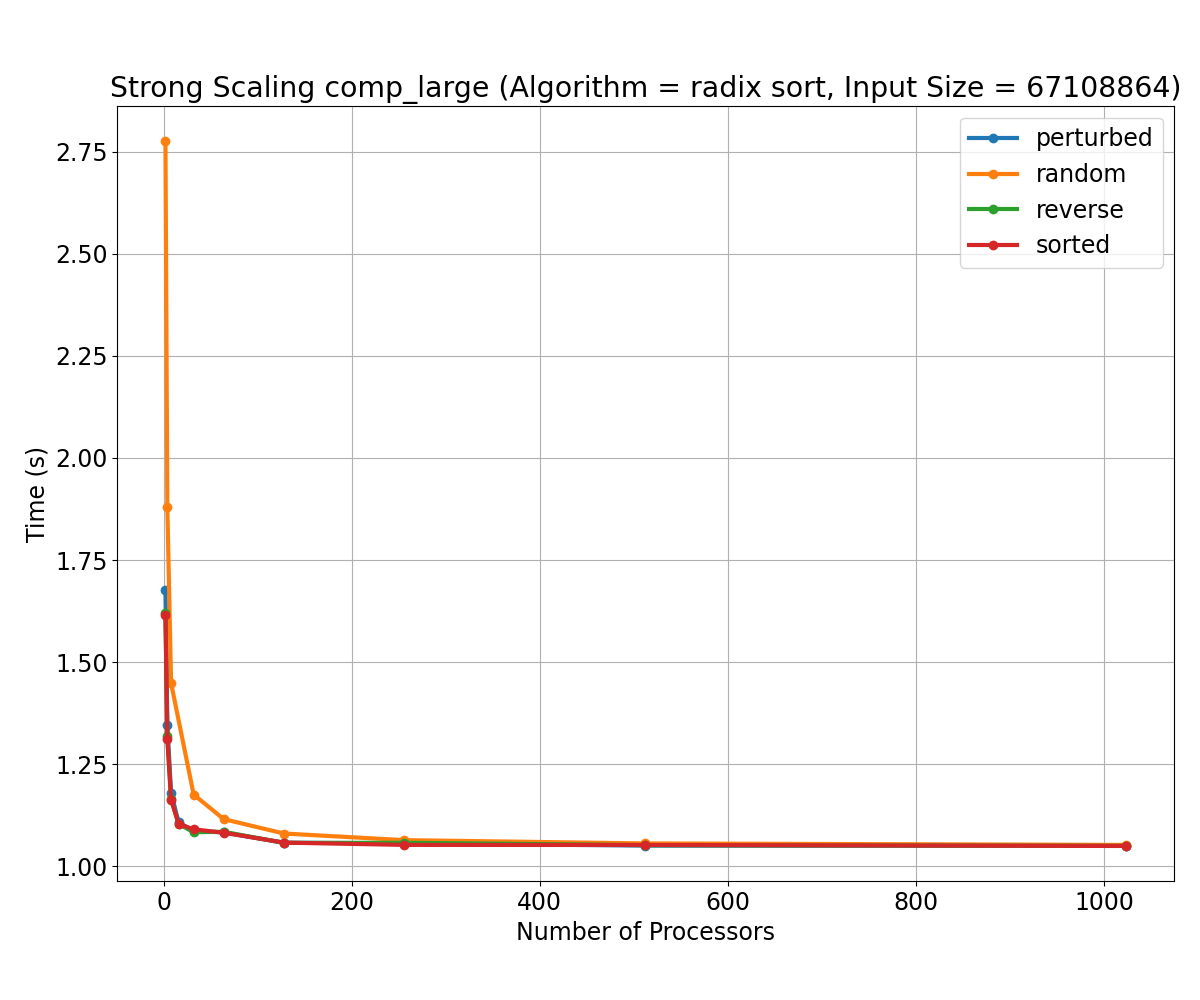 Strong Scaling comp_large (Algorithm = radix sort, Input Size = 67108864)
perturbed
random
reverse
sorted
2.75
2.50
2.25
2.00
1.75
1.50
1.25
1.00
Time (s)
0
200
400
600
800
1000
Number of Processors